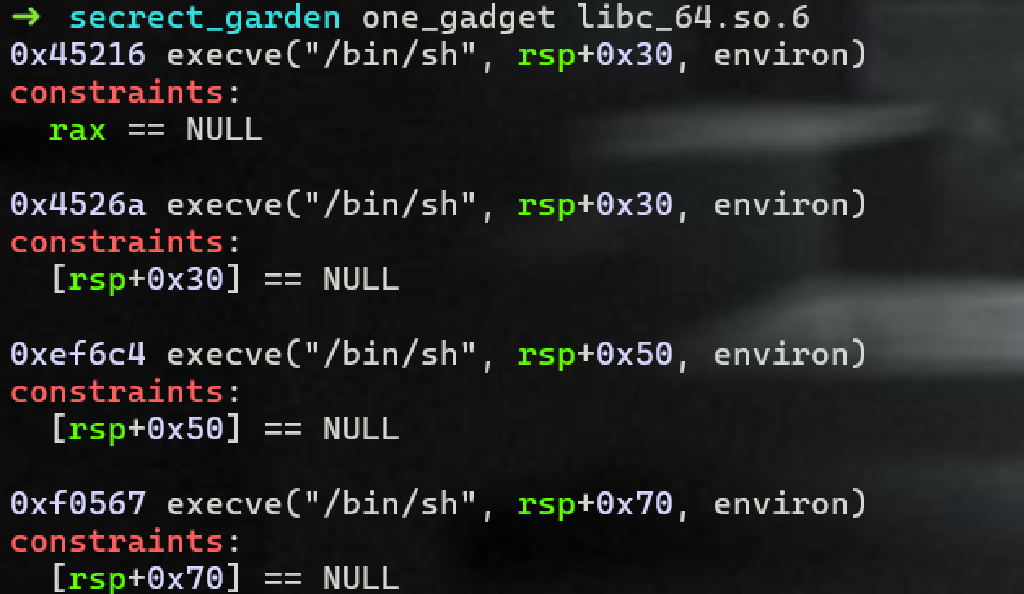 → secrect_garden one_gadget libc_64.so.6
0x45216 execve("/bin/sh", rsp+0x30, environ)
constraints:
  rax == NULL

0x4526a execve("/bin/sh", rsp+0x30, environ)
constraints:
  [rsp+0x30] == NULL

0xef6c4 execve("/bin/sh", rsp+0x50, environ)
constraints:
  [rsp+0x50] == NULL

0xf0567 execve("/bin/sh", rsp+0x70, environ)
constraints:
  [rsp+0x70] == NULL